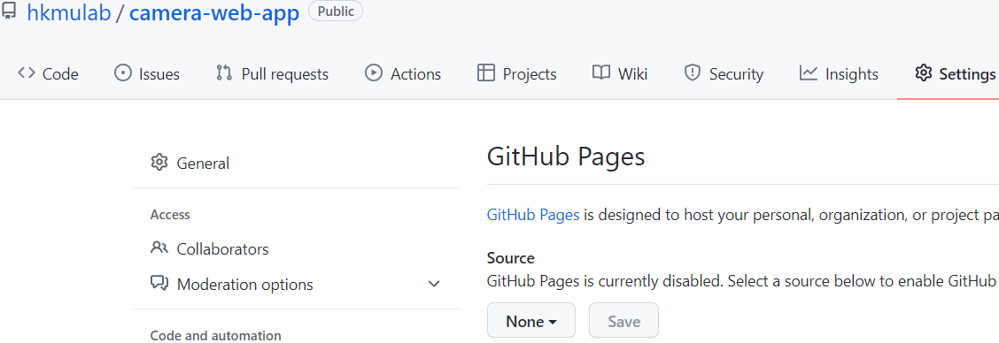 hkmulab / camera-web-app Public
Code Issues Pull requests Actions Projects Wiki Security Insights Settings
General
Access
Collaborators
Moderation options
Code and automation
GitHub Pages
GitHub Pages is designed to host your personal, organization, or project pa
Source
GitHub Pages is currently disabled. Select a source below to enable GitHub
None Save